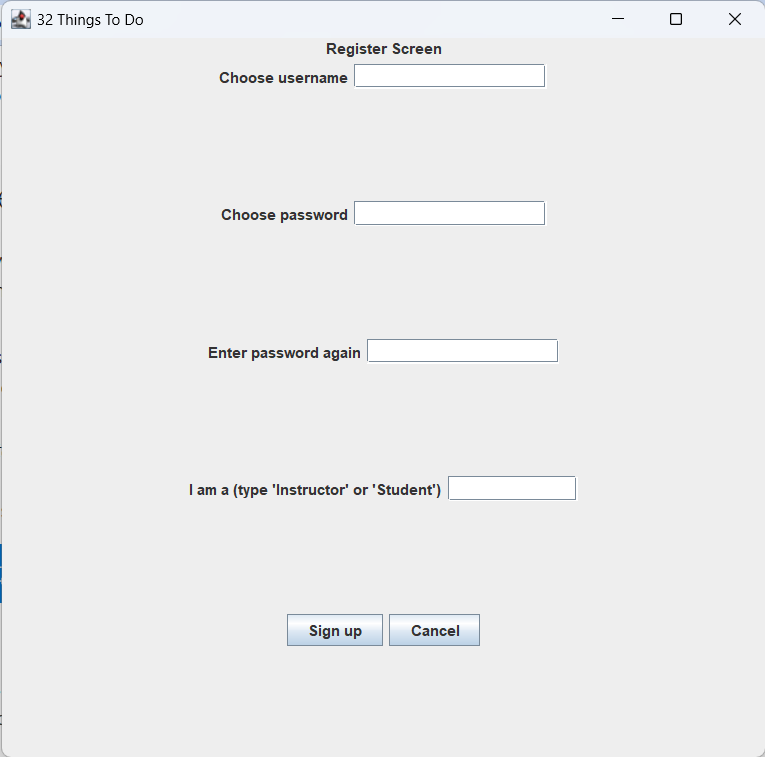 32 Things To Do
Register Screen
Choose username
Choose password
Enter password again
I am a (type 'Instructor' or 'Student')
Sign up Cancel